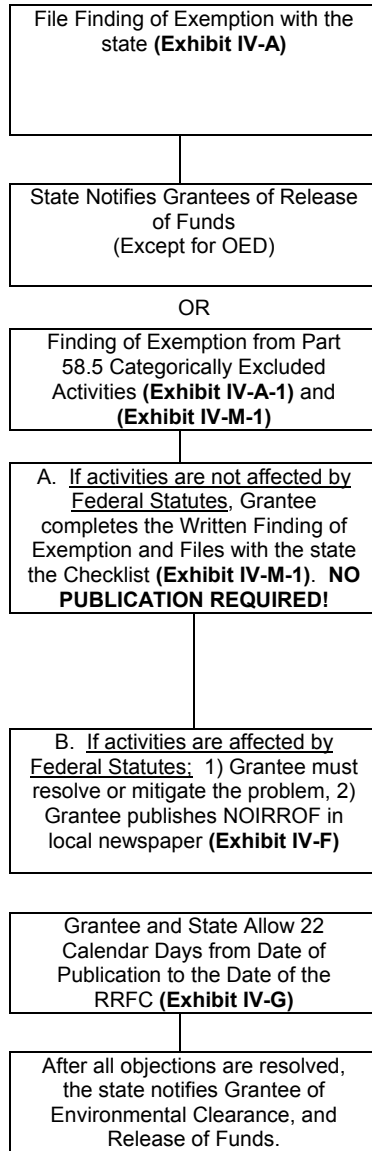 File Finding of Exemption with the
state (Exhibit IV-A)
State Notifies Grantees of Release
of Funds
(Except for OED)
OR
Finding of Exemption from Part
58.5 Categorically Excluded
Activities (Exhibit IV-A-1) and
(Exhibit IV-M-1)
A. If activities are not affected by
Federal Statutes, Grantee
completes the Written Finding of
Exemption and Files with the state
the Checklist (Exhibit IV-M-1). NO
PUBLICATION REQUIRED!
B. If activities are affected by
Federal Statutes; 1) Grantee must
resolve or mitigate the problem, 2)
Grantee publishes NOIRROF in
local newspaper (Exhibit IV-F)
Grantee and State Allow 22
Calendar Days from Date of
Publication to the Date of the
RRFC (Exhibit IV-G)
After all objections are resolved,
the state notifies Grantee of
Environmental Clearance, and
Release of Funds.